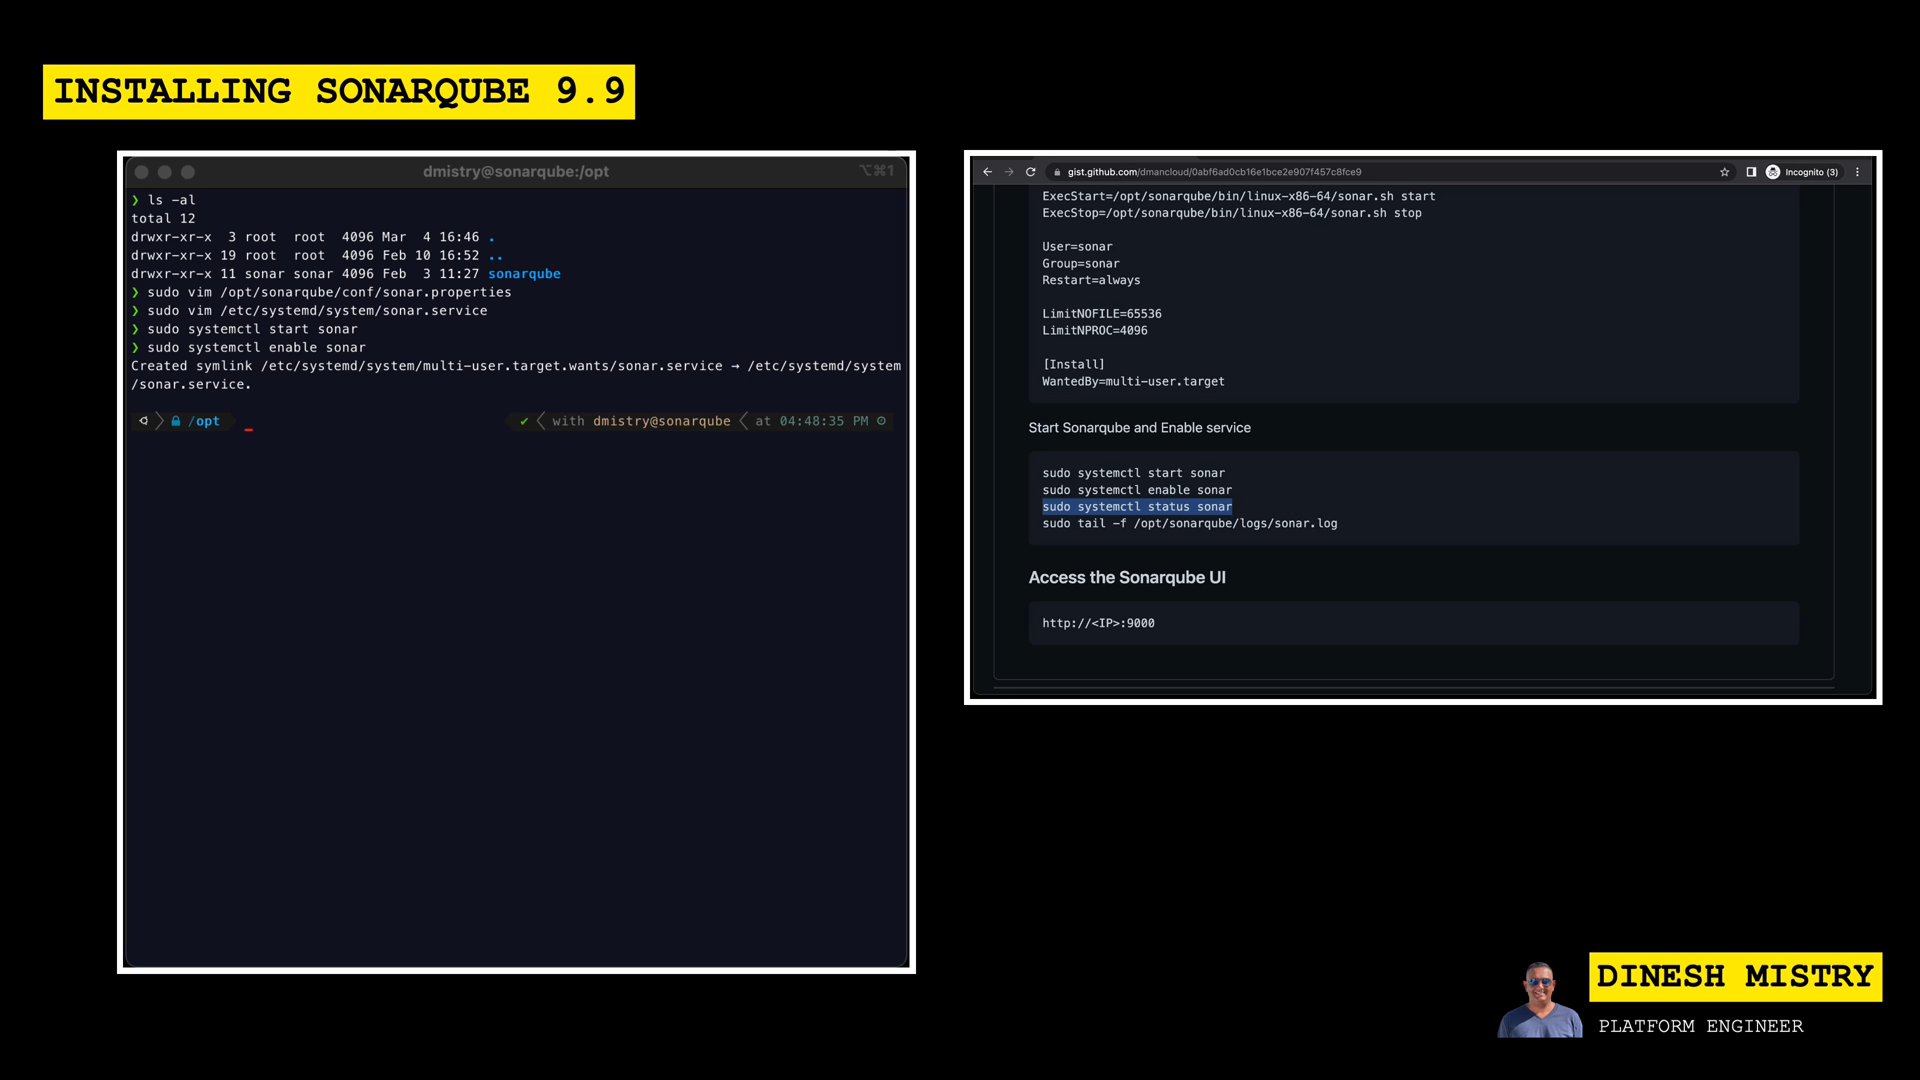 INSTALLING SONARQUBE 9.9
dmistry@sonarqube:/opt
⌥⌘1
❯ ls -al
total 12
drwxr-xr-x  3 root  root  4096 Mar  4 16:46 .
drwxr-xr-x 19 root  root  4096 Feb 10 16:52 ..
drwxr-xr-x 11 sonar sonar 4096 Feb  3 11:27 sonarqube
❯ sudo vim /opt/sonarqube/conf/sonar.properties
❯ sudo vim /etc/systemd/system/sonar.service
❯ sudo systemctl start sonar
❯ sudo systemctl enable sonar
Created symlink /etc/systemd/system/multi-user.target.wants/sonar.service → /etc/systemd/system
/sonar.service.
/opt
✔ with dmistry@sonarqube at 04:48:35 PM
gist.github.com/dmancloud/0abf6ad0cb16e1bce2e907f457c8fce9
Incognito (3)
ExecStart=/opt/sonarqube/bin/linux-x86-64/sonar.sh start
ExecStop=/opt/sonarqube/bin/linux-x86-64/sonar.sh stop
User=sonar
Group=sonar
Restart=always
LimitNOFILE=65536
LimitNPROC=4096
[Install]
WantedBy=multi-user.target
Start Sonarqube and Enable service
sudo systemctl start sonar
sudo systemctl enable sonar
sudo systemctl status sonar
sudo tail -f /opt/sonarqube/logs/sonar.log
Access the Sonarqube UI
http://<IP>:9000
DINESH MISTRY
PLATFORM ENGINEER